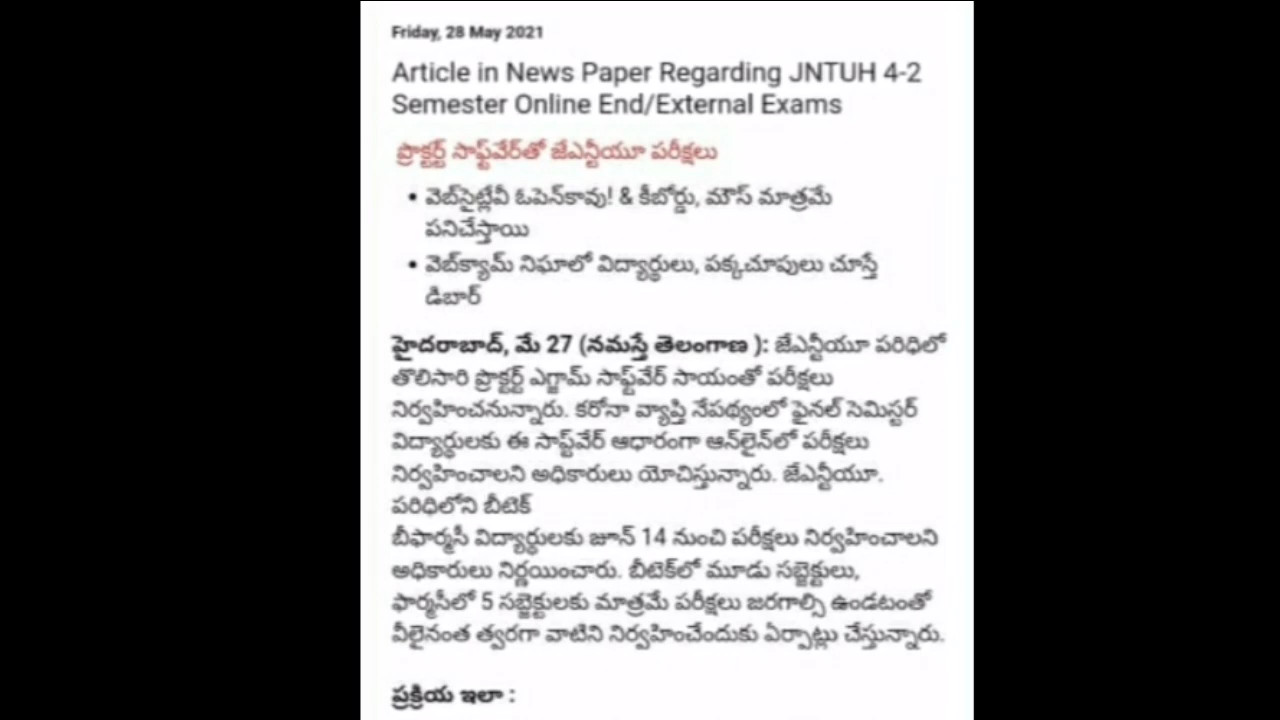 Friday, 28 May 2021
Article in News Paper Regarding JNTUH 4-2
Semester Online End/External Exams
ప్రొక్టర్ట్ సాఫ్ట్‌వేర్‌తో జేఎన్టీయూ పరీక్షలు
• వెబ్‌సైట్లేవీ ఓపెన్‌కావు! & కీబోర్డు, మౌస్ మాత్రమే
పనిచేస్తాయి
• వెబ్‌క్యామ్ నిఘాలో విద్యార్థులు, పక్కచూపులు చూస్తే
డిబార్
హైదరాబాద్, మే 27 (నమస్తే తెలంగాణ ): జేఎన్టీయూ పరిధిలో
తొలిసారి ప్రొక్టర్ట్ ఎగ్జామ్ సాఫ్ట్‌వేర్ సాయంతో పరీక్షలు
నిర్వహించనున్నారు. కరోనా వ్యాప్తి నేపథ్యంలో ఫైనల్ సెమిస్టర్
విద్యార్థులకు ఈ సాఫ్ట్‌వేర్ ఆధారంగా ఆన్‌లైన్‌లో పరీక్షలు
నిర్వహించాలని అధికారులు యోచిస్తున్నారు. జేఎన్టీయూ.
పరిధిలోని బీటెక్
బీఫార్మసీ విద్యార్థులకు జూన్ 14 నుంచి పరీక్షలు నిర్వహించాలని
అధికారులు నిర్ణయించారు. బీటెక్‌లో మూడు సబ్జెక్టులు,
ఫార్మసీలో 5 సబ్జెక్టులకు మాత్రమే పరీక్షలు జరగాల్సి ఉండటంతో
వీలైనంత త్వరగా వాటిని నిర్వహించేందుకు ఏర్పాట్లు చేస్తున్నారు.
ప్రక్రియ ఇలా :